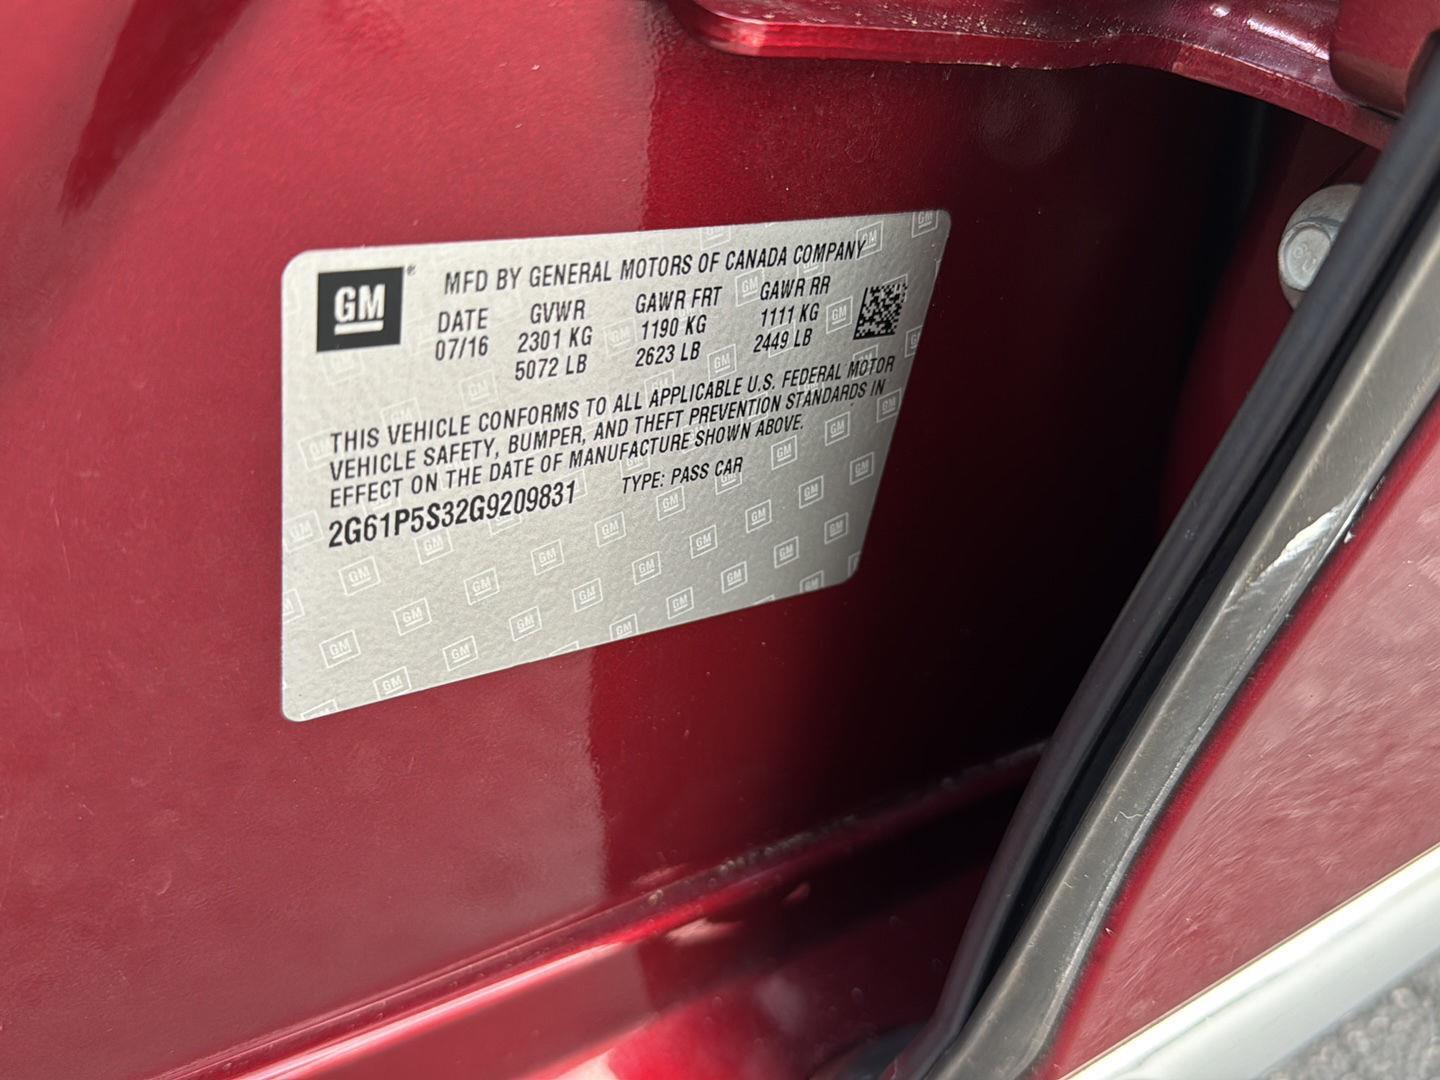 GM®
MFD BY GENERAL MOTORS OF CANADA COMPANY
DATE GVWR GAWR FRT GAWR RR
07/16 2301 KG 1190 KG 1111 KG
5072 LB 2623 LB 2449 LB
THIS VEHICLE CONFORMS TO ALL APPLICABLE U.S. FEDERAL MOTOR
VEHICLE SAFETY, BUMPER, AND THEFT PREVENTION STANDARDS IN
EFFECT ON THE DATE OF MANUFACTURE SHOWN ABOVE.
2G61P5S32G9209831 TYPE: PASS CAR